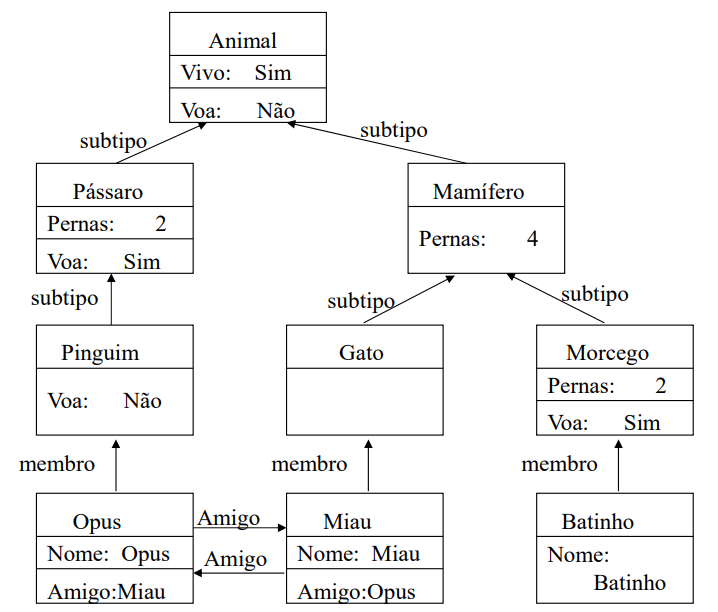 Animal
Vivo: Sim
Voa: Não
subtipo
subtipo
Pássaro
Pernas: 2
Voa: Sim
Mamífero
Pernas: 4
subtipo
subtipo
subtipo
Pinguim
Voa: Não
Gato
Morcego
Pernas: 2
Voa: Sim
membro
membro
membro
Opus
Nome: Opus
Amigo:Miau
Amigo
Amigo
Miau
Nome: Miau
Amigo:Opus
Batinho
Nome:
Batinho